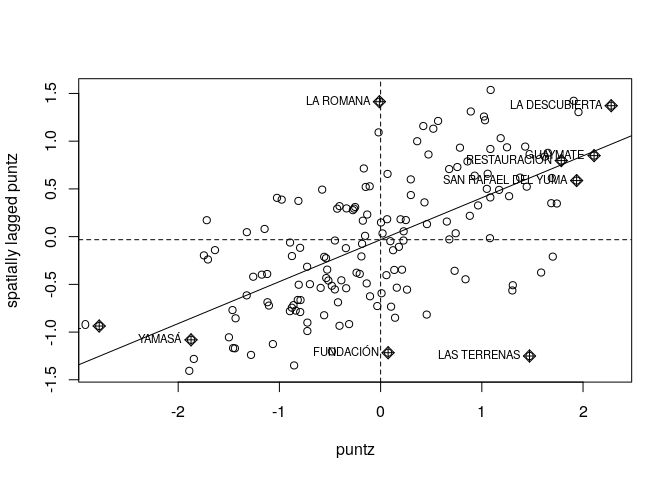 spatially lagged puntz
1.5
1.0
0.5
0.0
-0.5
-1.0
-1.5
LA ROMANA
LA DESCUBIERTA
GUAYMATE
RESTAURACIÓN
SAN RAFAEL DEL YUMA
YAMASÁ
FUNDACIÓN
LAS TERRENAS
-2
-1
0
1
2
puntz